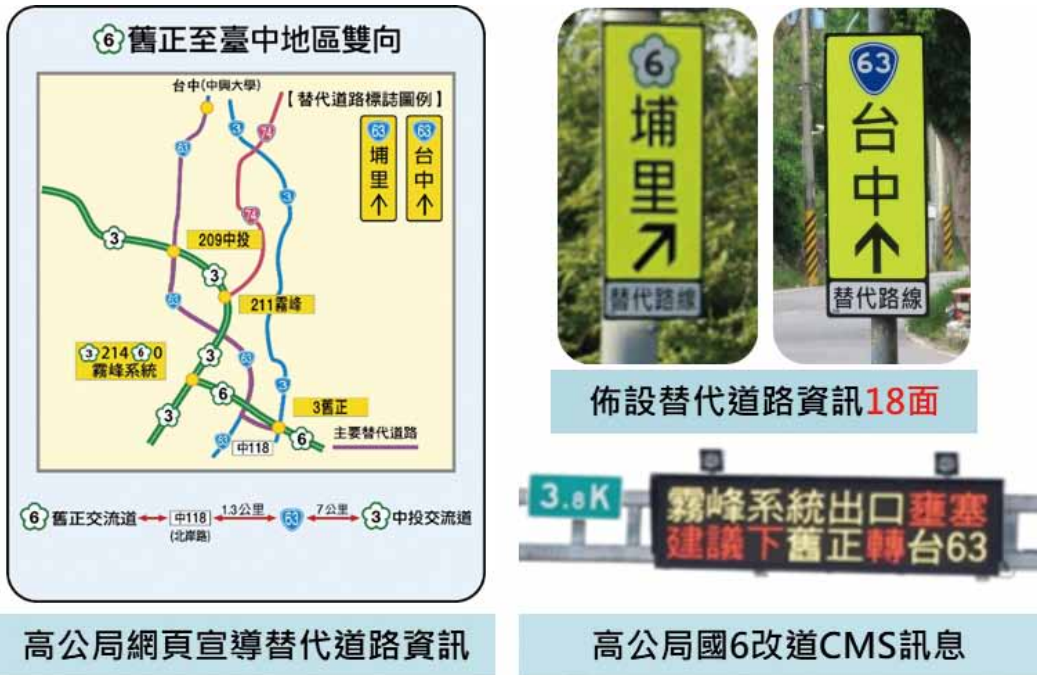 6 舊正至臺中地區雙向
台中(中興大學)
【替代道路標誌圖例】
63 埔里
63 台中
3
74
63
3
74
3
209中投
3
211霧峰
63
3 214 6 0
霧峰系統
3
63
3
6
3舊正
3
63
中118
6
主要替代道路
6 舊正交流道
中118
(北岸路)
1.3公里
63
7公里
3 中投交流道
高公局網頁宣導替代道路資訊
6
埔里
替代路線
63
台中
替代路線
佈設替代道路資訊18面
3.8K
霧峰系統出口壅塞
建議下舊正轉台63
高公局國6改道CMS訊息